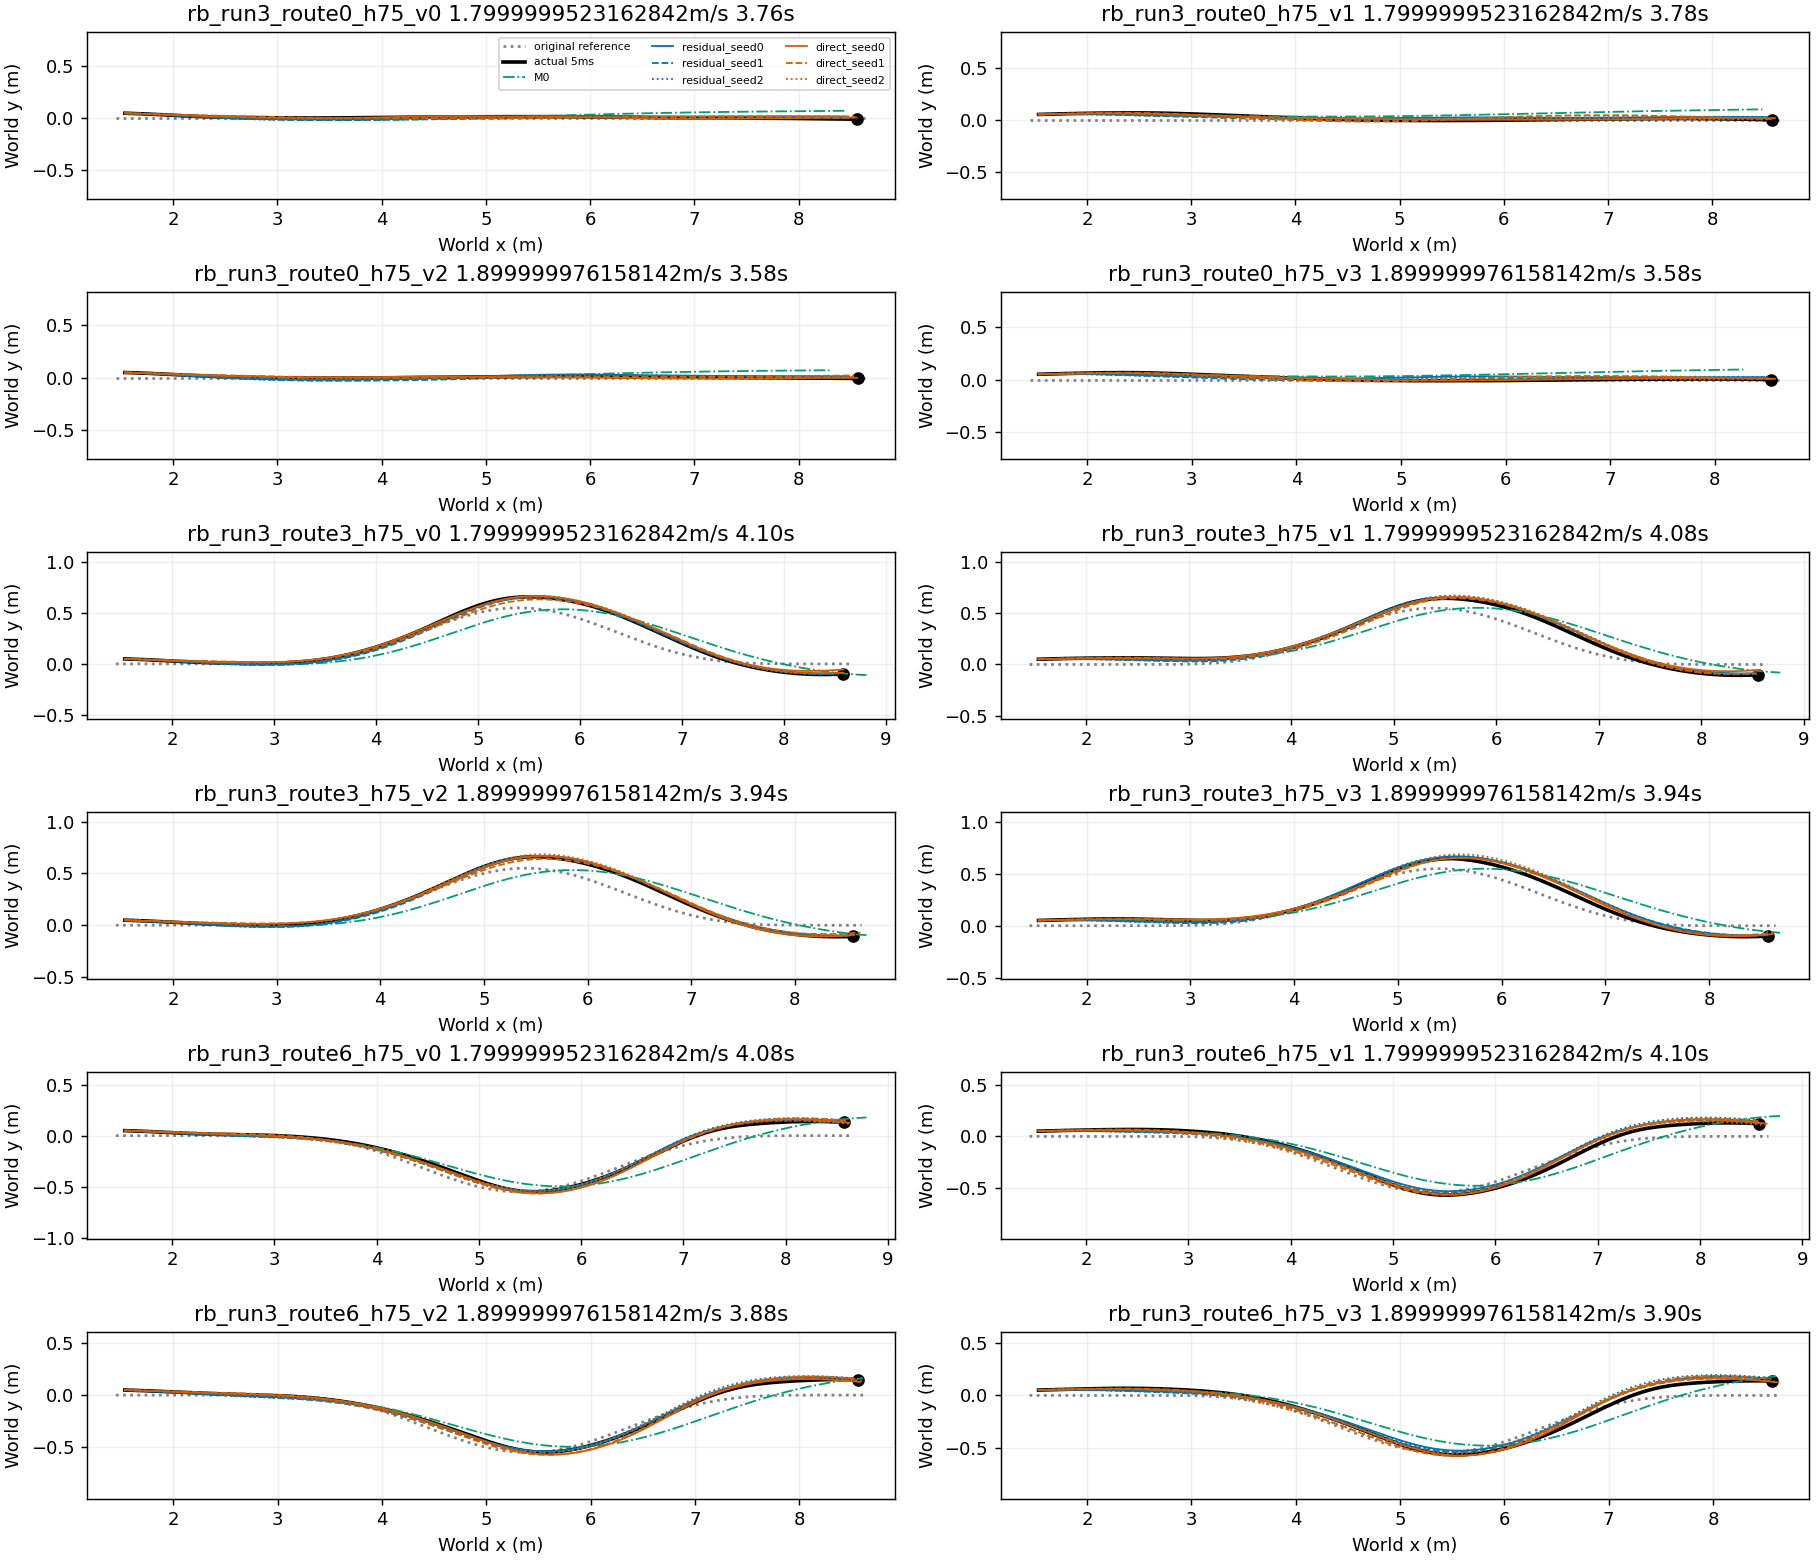 rb_run3_route0_h75_v0 1.7999999523162842m/s 3.76s
World y (m)
0.5
0.0
−0.5
original reference
actual 5ms
M0
residual_seed0
residual_seed1
residual_seed2
direct_seed0
direct_seed1
direct_seed2
2 3 4 5 6 7 8
World x (m)
rb_run3_route0_h75_v1 1.7999999523162842m/s 3.78s
World y (m)
0.5
0.0
−0.5
2 3 4 5 6 7 8
World x (m)
rb_run3_route0_h75_v2 1.899999976158142m/s 3.58s
World y (m)
0.5
0.0
−0.5
2 3 4 5 6 7 8
World x (m)
rb_run3_route0_h75_v3 1.899999976158142m/s 3.58s
World y (m)
0.5
0.0
−0.5
2 3 4 5 6 7 8
World x (m)
rb_run3_route3_h75_v0 1.7999999523162842m/s 4.10s
World y (m)
1.0
0.5
0.0
−0.5
2 3 4 5 6 7 8 9
World x (m)
rb_run3_route3_h75_v1 1.7999999523162842m/s 4.08s
World y (m)
1.0
0.5
0.0
−0.5
2 3 4 5 6 7 8 9
World x (m)
rb_run3_route3_h75_v2 1.899999976158142m/s 3.94s
World y (m)
1.0
0.5
0.0
−0.5
2 3 4 5 6 7 8
World x (m)
rb_run3_route3_h75_v3 1.899999976158142m/s 3.94s
World y (m)
1.0
0.5
0.0
−0.5
2 3 4 5 6 7 8
World x (m)
rb_run3_route6_h75_v0 1.7999999523162842m/s 4.08s
World y (m)
0.5
0.0
−0.5
−1.0
2 3 4 5 6 7 8 9
World x (m)
rb_run3_route6_h75_v1 1.7999999523162842m/s 4.10s
World y (m)
0.5
0.0
−0.5
2 3 4 5 6 7 8 9
World x (m)
rb_run3_route6_h75_v2 1.899999976158142m/s 3.88s
World y (m)
0.5
0.0
−0.5
2 3 4 5 6 7 8
World x (m)
rb_run3_route6_h75_v3 1.899999976158142m/s 3.90s
World y (m)
0.5
0.0
−0.5
2 3 4 5 6 7 8
World x (m)